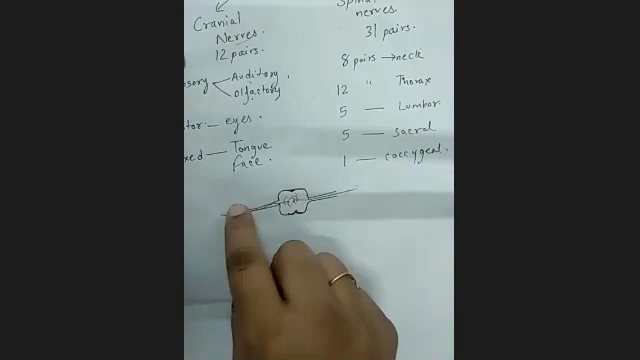 Cranial
Nerves.
12 pairs.
Auditory.
Olfactory
eyes.
Tongue
face.
Spinal
nerves.
31 pairs.
8 pairs → neck
12 " Thorax
5 — Lumbar
5 — sacral
1 — coccygeal.